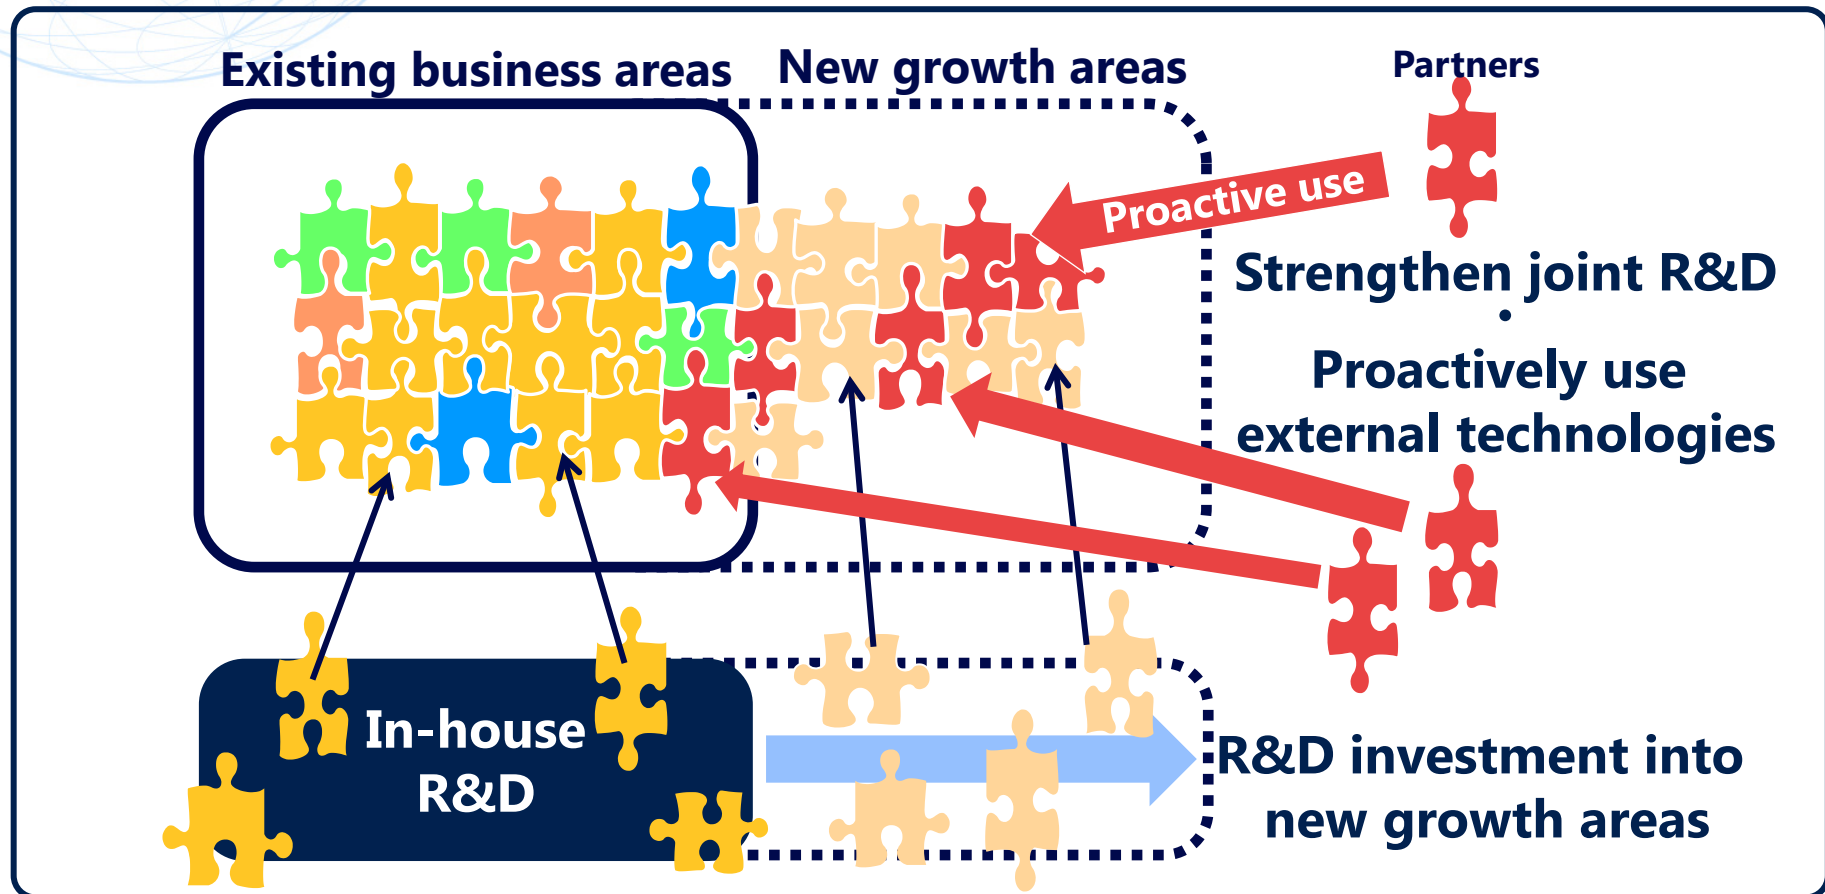 Existing business areas
New growth areas
Partners
Proactive use
Strengthen joint R&D
•
Proactively use
external technologies
In-house
R&D
R&D investment into
new growth areas